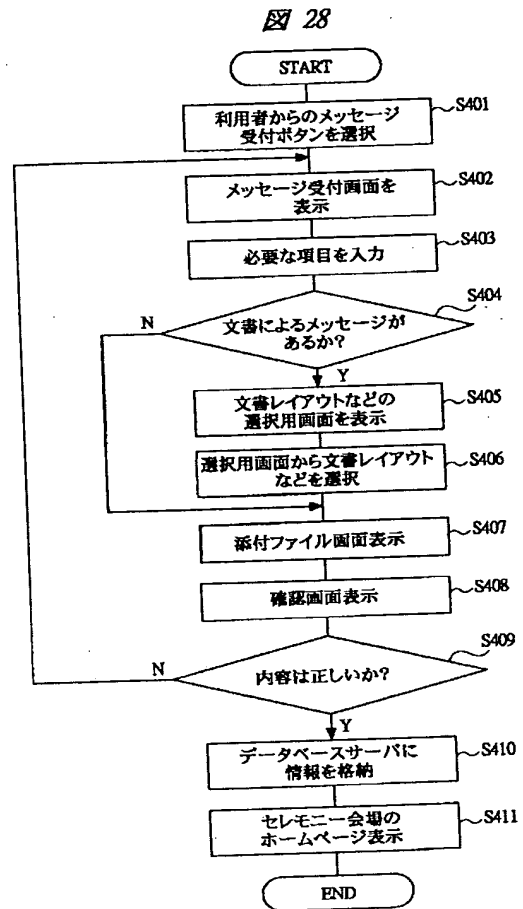 図 28
START
利用者からのメッセージ
受付ボタンを選択
S401
メッセージ受付画面を
表示
S402
必要な項目を入力
S403
文書によるメッセージが
あるか?
S404
N
Y
文書レイアウトなどの
選択用画面を表示
S405
選択用画面から文書レイアウト
などを選択
S406
添付ファイル画面表示
S407
確認画面表示
S408
内容は正しいか?
S409
N
Y
データベースサーバに
情報を格納
S410
セレモニー会場の
ホームページ表示
S411
END